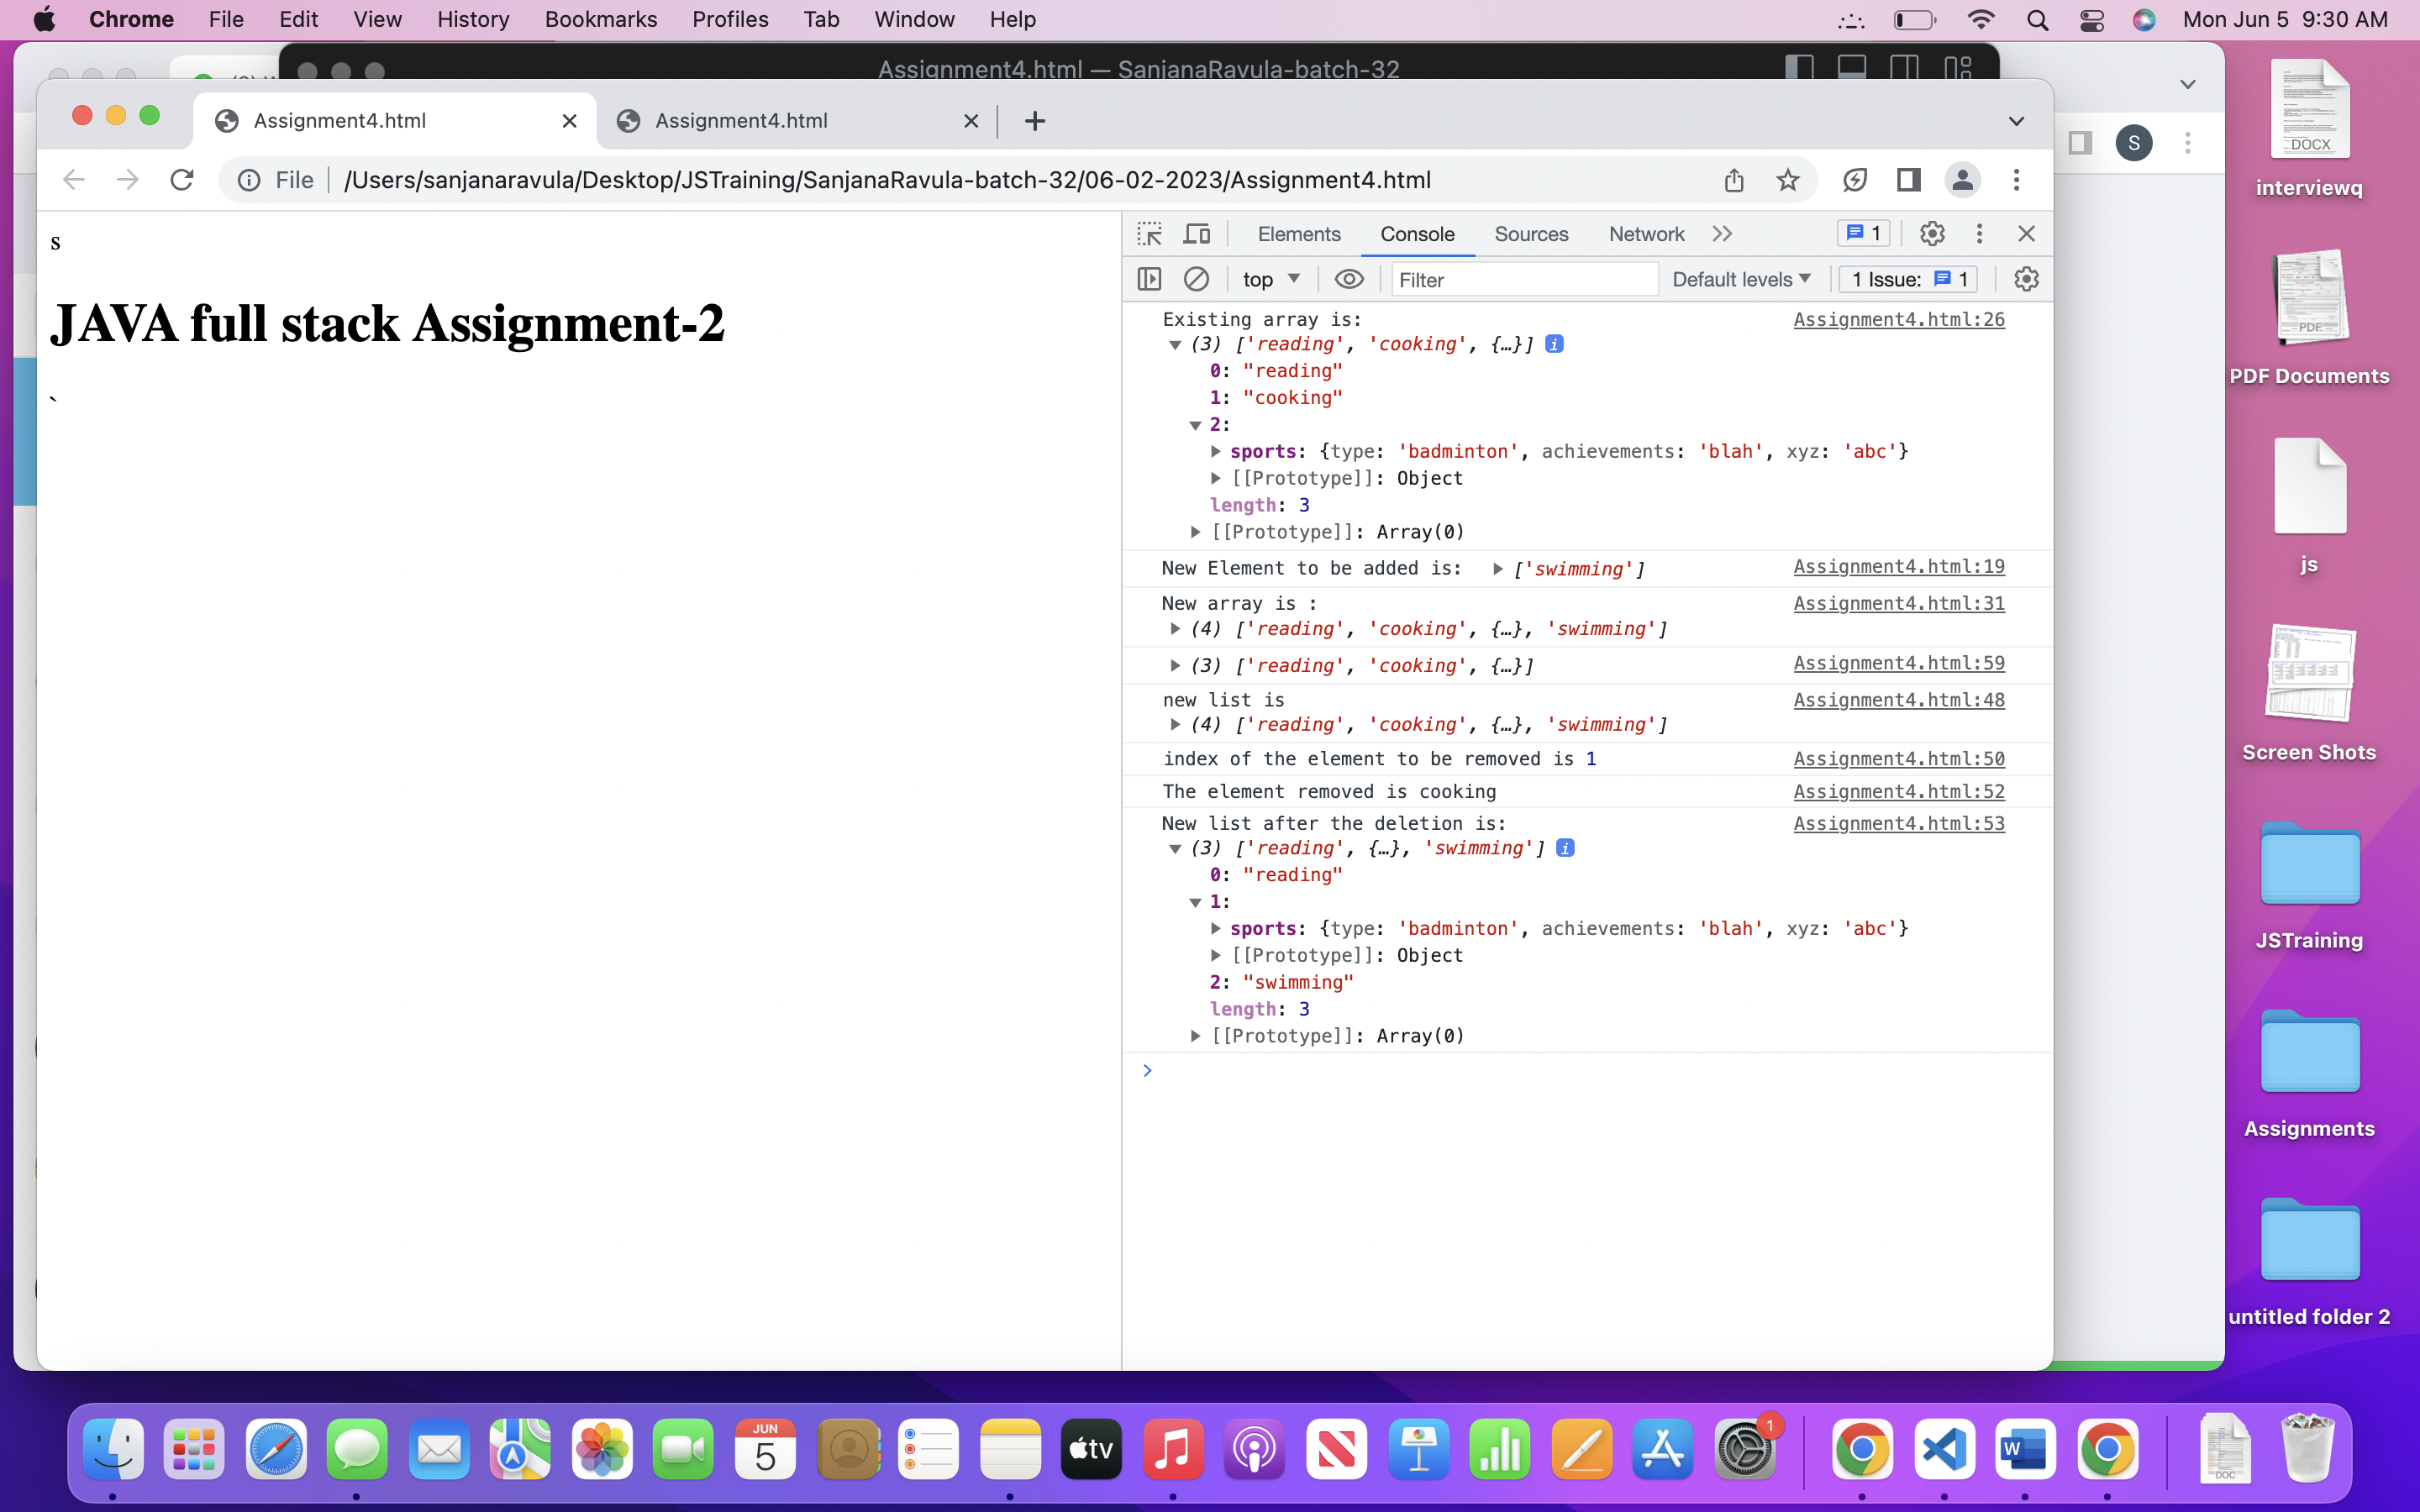 Chrome File Edit View History Bookmarks Profiles Tab Window Help Mon Jun 5 9:30 AM
Assignment4.html — SanjanaRavula-batch-32
Assignment4.html Assignment4.html
File /Users/sanjanaravula/Desktop/JSTraining/SanjanaRavula-batch-32/06-02-2023/Assignment4.html
S
s
JAVA full stack Assignment-2
`
Elements Console Sources Network 1
top Filter Default levels 1 Issue: 1
Existing array is: Assignment4.html:26
(3) ['reading', 'cooking', {…}] i
0: "reading"
1: "cooking"
2:
sports: {type: 'badminton', achievements: 'blah', xyz: 'abc'}
[[Prototype]]: Object
length: 3
[[Prototype]]: Array(0)
New Element to be added is: ['swimming'] Assignment4.html:19
New array is : Assignment4.html:31
(4) ['reading', 'cooking', {…}, 'swimming']
(3) ['reading', 'cooking', {…}] Assignment4.html:59
new list is Assignment4.html:48
(4) ['reading', 'cooking', {…}, 'swimming']
index of the element to be removed is 1 Assignment4.html:50
The element removed is cooking Assignment4.html:52
New list after the deletion is: Assignment4.html:53
(3) ['reading', {…}, 'swimming'] i
0: "reading"
1:
sports: {type: 'badminton', achievements: 'blah', xyz: 'abc'}
[[Prototype]]: Object
2: "swimming"
length: 3
[[Prototype]]: Array(0)
DOCX
interviewq
PDF
PDF Documents
js
Screen Shots
JSTraining
Assignments
untitled folder 2
JUN
5
tv
1
W
DOC